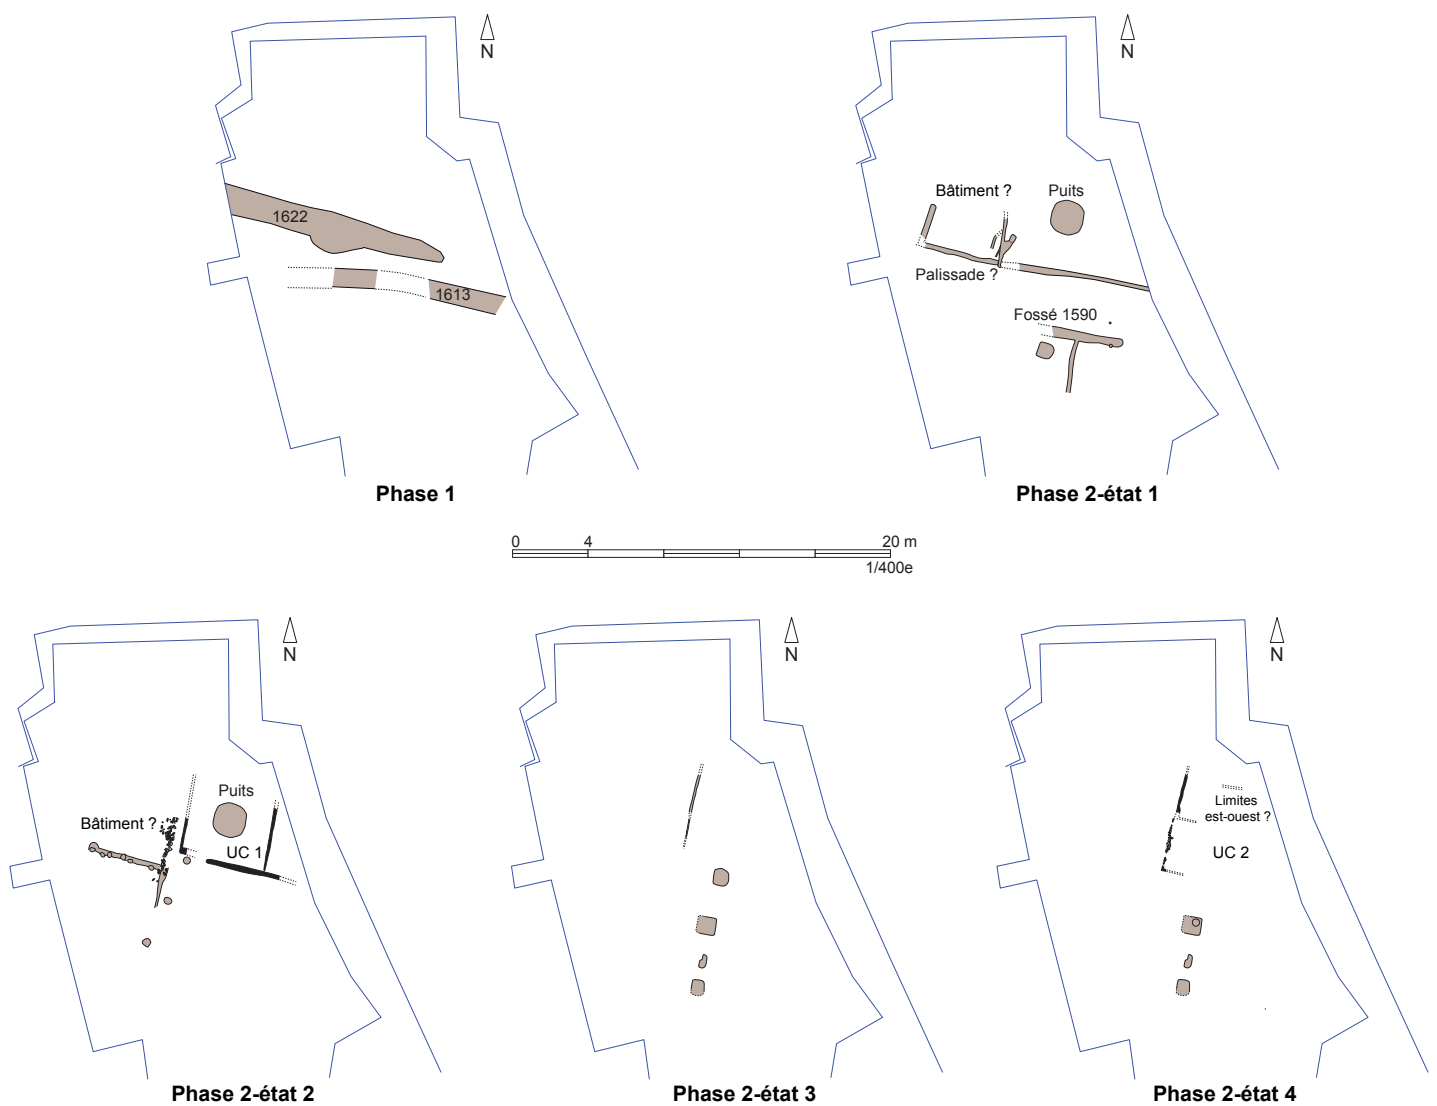 N
1622
1613
Phase 1
N
Bâtiment ?
Puits
Palissade ?
Fossé 1590
Phase 2-état 1
0 4 20 m
1/400e
N
Puits
Bâtiment ?
UC 1
Phase 2-état 2
N
Phase 2-état 3
N
Limites
est-ouest ?
UC 2
Phase 2-état 4